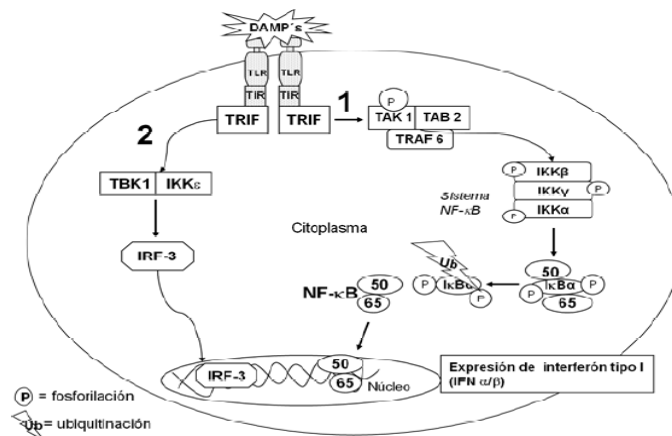 DAMP´s
TLR TLR
TIR TIR
TRIF TRIF
1
2
P
TAK 1 TAB 2
TRAF 6
TBK1 IKKε
P IKKβ
IKKγ P
P IKKα
Sistema
NF-κB
Citoplasma
IRF-3
Ub
P IκBα P
50
P IκBα P
65
NF-κB 50
65
IRF-3
50
65 Núcleo
Expresión de interferón tipo I
(IFN α/β)
P = fosforilación
Ub = ubiquitinación